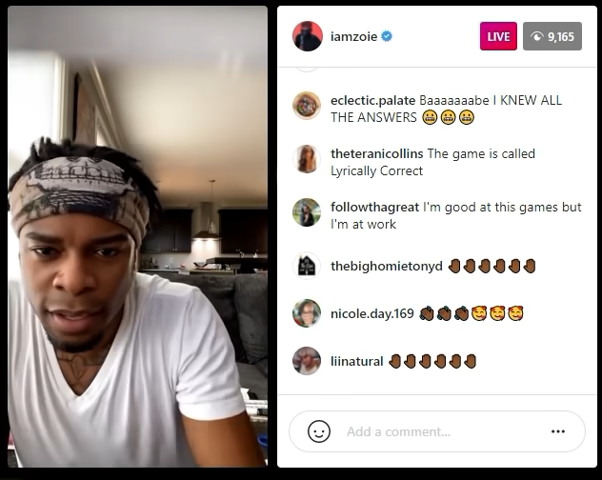 iamzoie
LIVE
9,165
eclectic.palate Baaaaaaabe I KNEW ALL
THE ANSWERS 😬😬😬
theteranicollins The game is called
Lyrically Correct
followthagreat I'm good at this games but
I'm at work
thebighomietonyd 🤚🏾🤚🏾🤚🏾🤚🏾🤚🏾🤚🏾
nicole.day.169 👏🏿👏🏿👏🏿🥰🥰🥰
liinatural 🤚🏾🤚🏾🤚🏾🤚🏾🤚🏾🤚🏾
Add a comment...